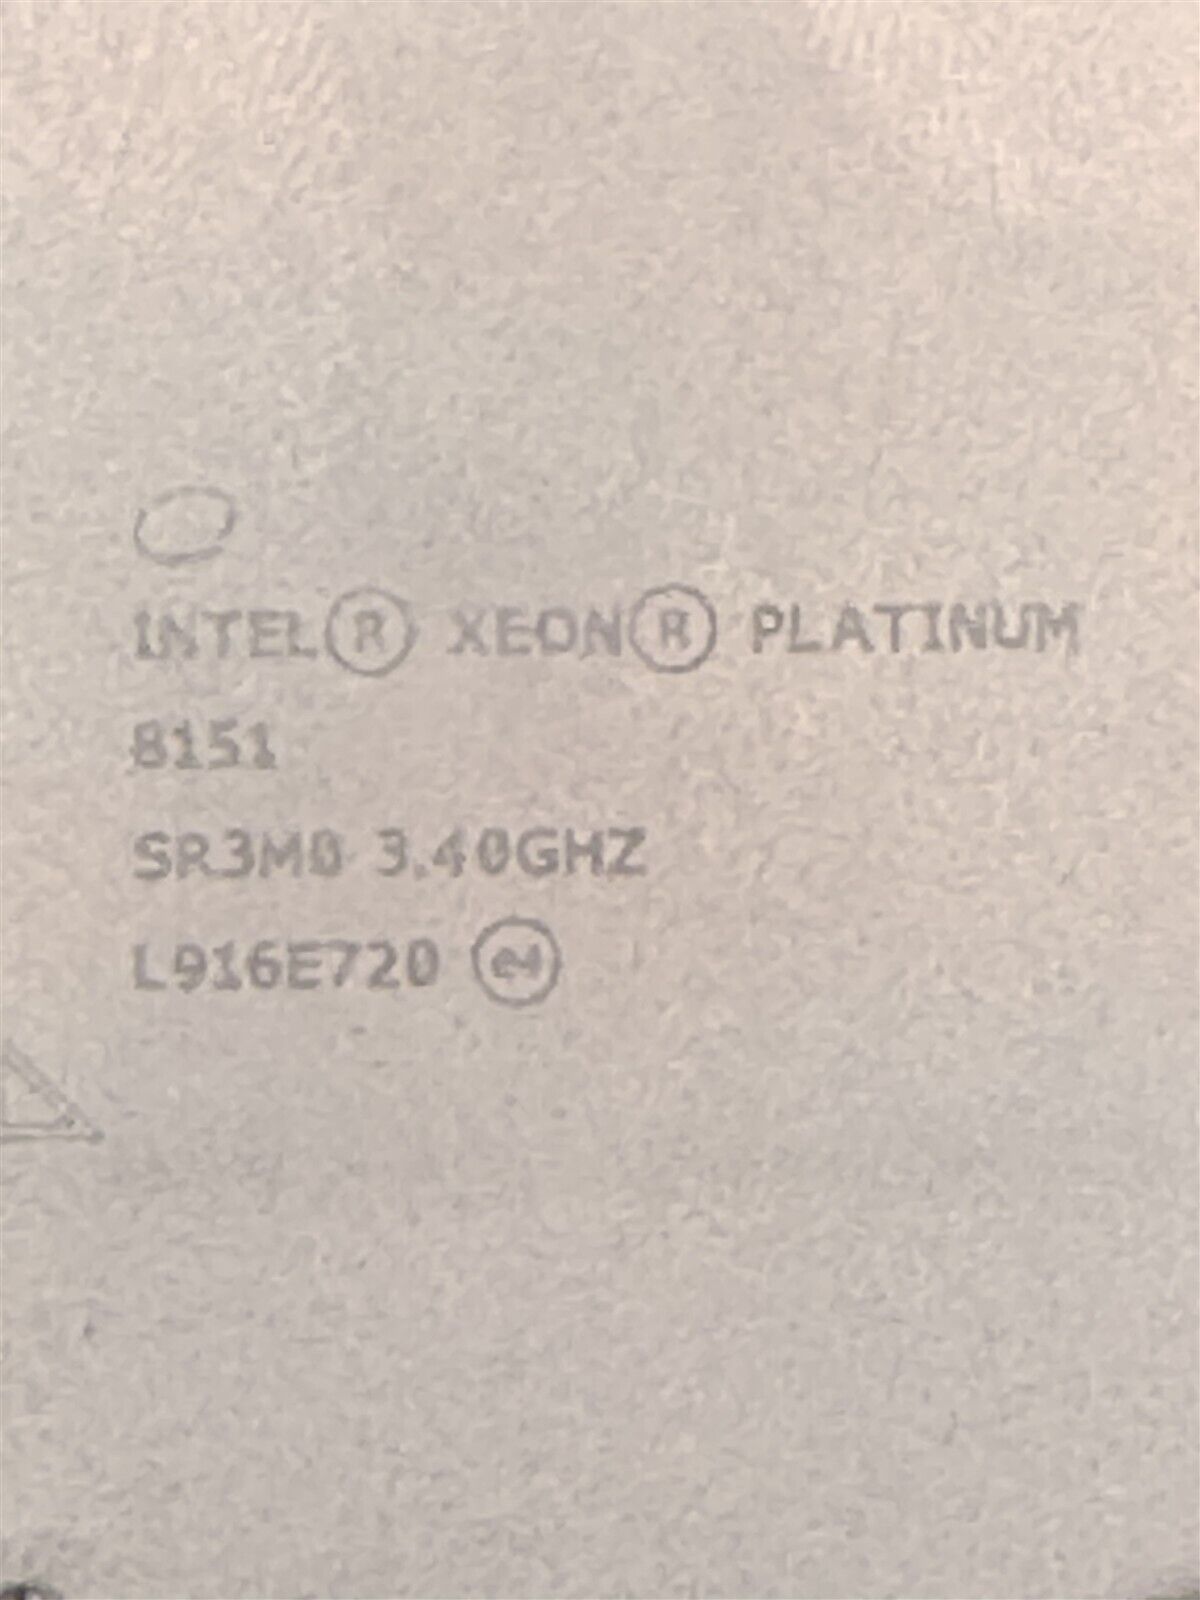 INTEL® XEON® PLATINUM
8151
SR3M0 3.40GHZ
L916E720 e4